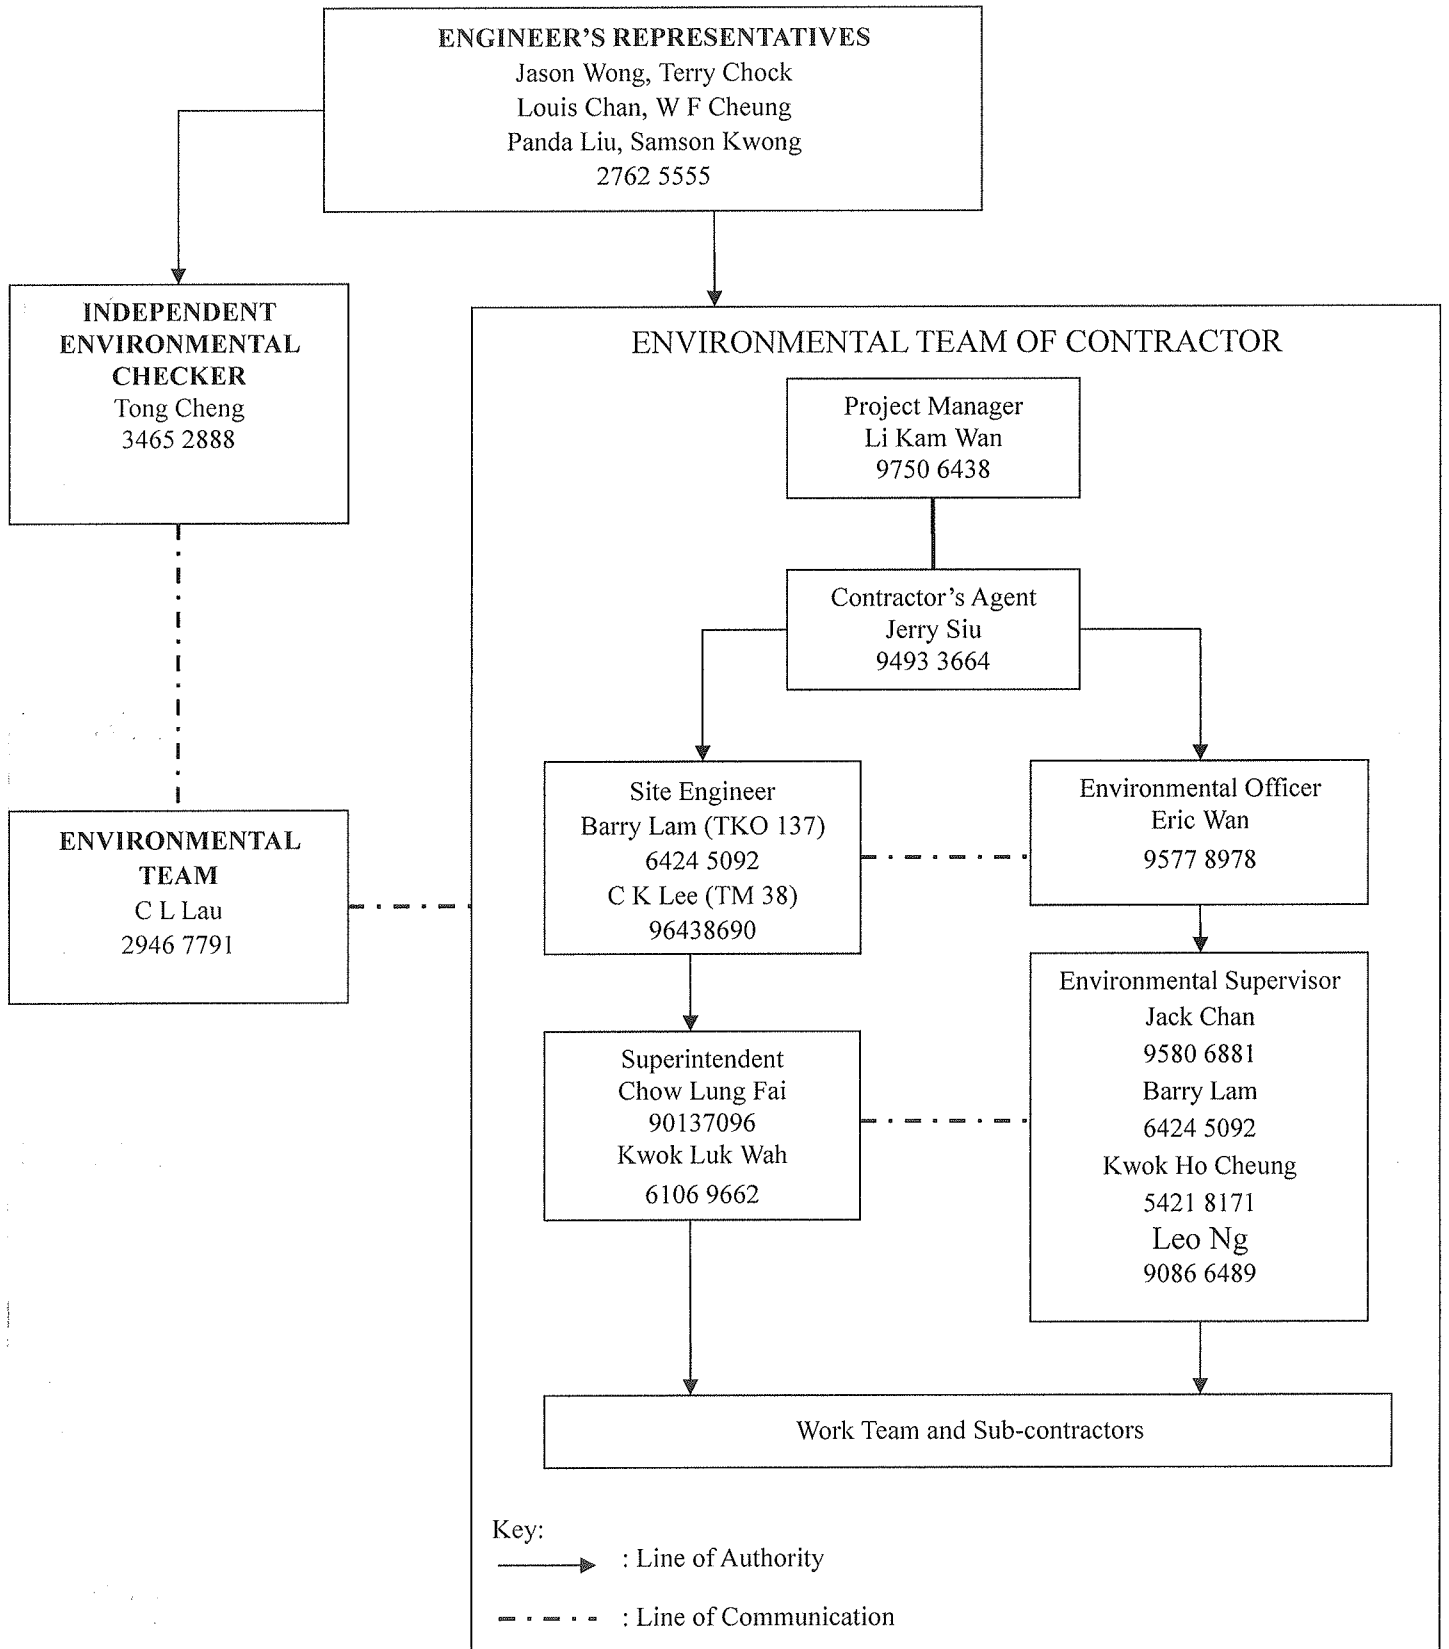 ENGINEER'S REPRESENTATIVES
Jason Wong, Terry Chock
Louis Chan, W F Cheung
Panda Liu, Samson Kwong
2762 5555
INDEPENDENT
ENVIRONMENTAL
CHECKER
Tong Cheng
3465 2888
ENVIRONMENTAL
TEAM
C L Lau
2946 7791
ENVIRONMENTAL TEAM OF CONTRACTOR
Project Manager
Li Kam Wan
9750 6438
Contractor's Agent
Jerry Siu
9493 3664
Site Engineer
Barry Lam (TKO 137)
6424 5092
C K Lee (TM 38)
96438690
Environmental Officer
Eric Wan
9577 8978
Superintendent
Chow Lung Fai
90137096
Kwok Luk Wah
6106 9662
Environmental Supervisor
Jack Chan
9580 6881
Barry Lam
6424 5092
Kwok Ho Cheung
5421 8171
Leo Ng
9086 6489
Work Team and Sub-contractors
Key:
: Line of Authority
: Line of Communication